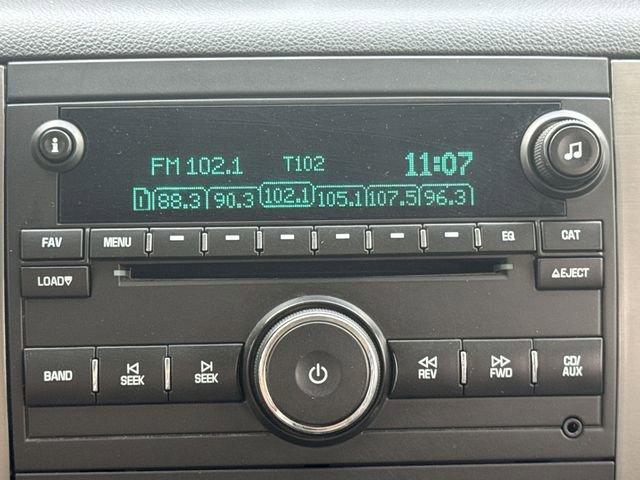 FM 102.1 T102 11:07
1 88.3 90.3 102.1 105.1 107.5 96.3
FAV MENU EQ CAT
LOAD EJECT
BAND SEEK SEEK REV FWD CD/
AUX